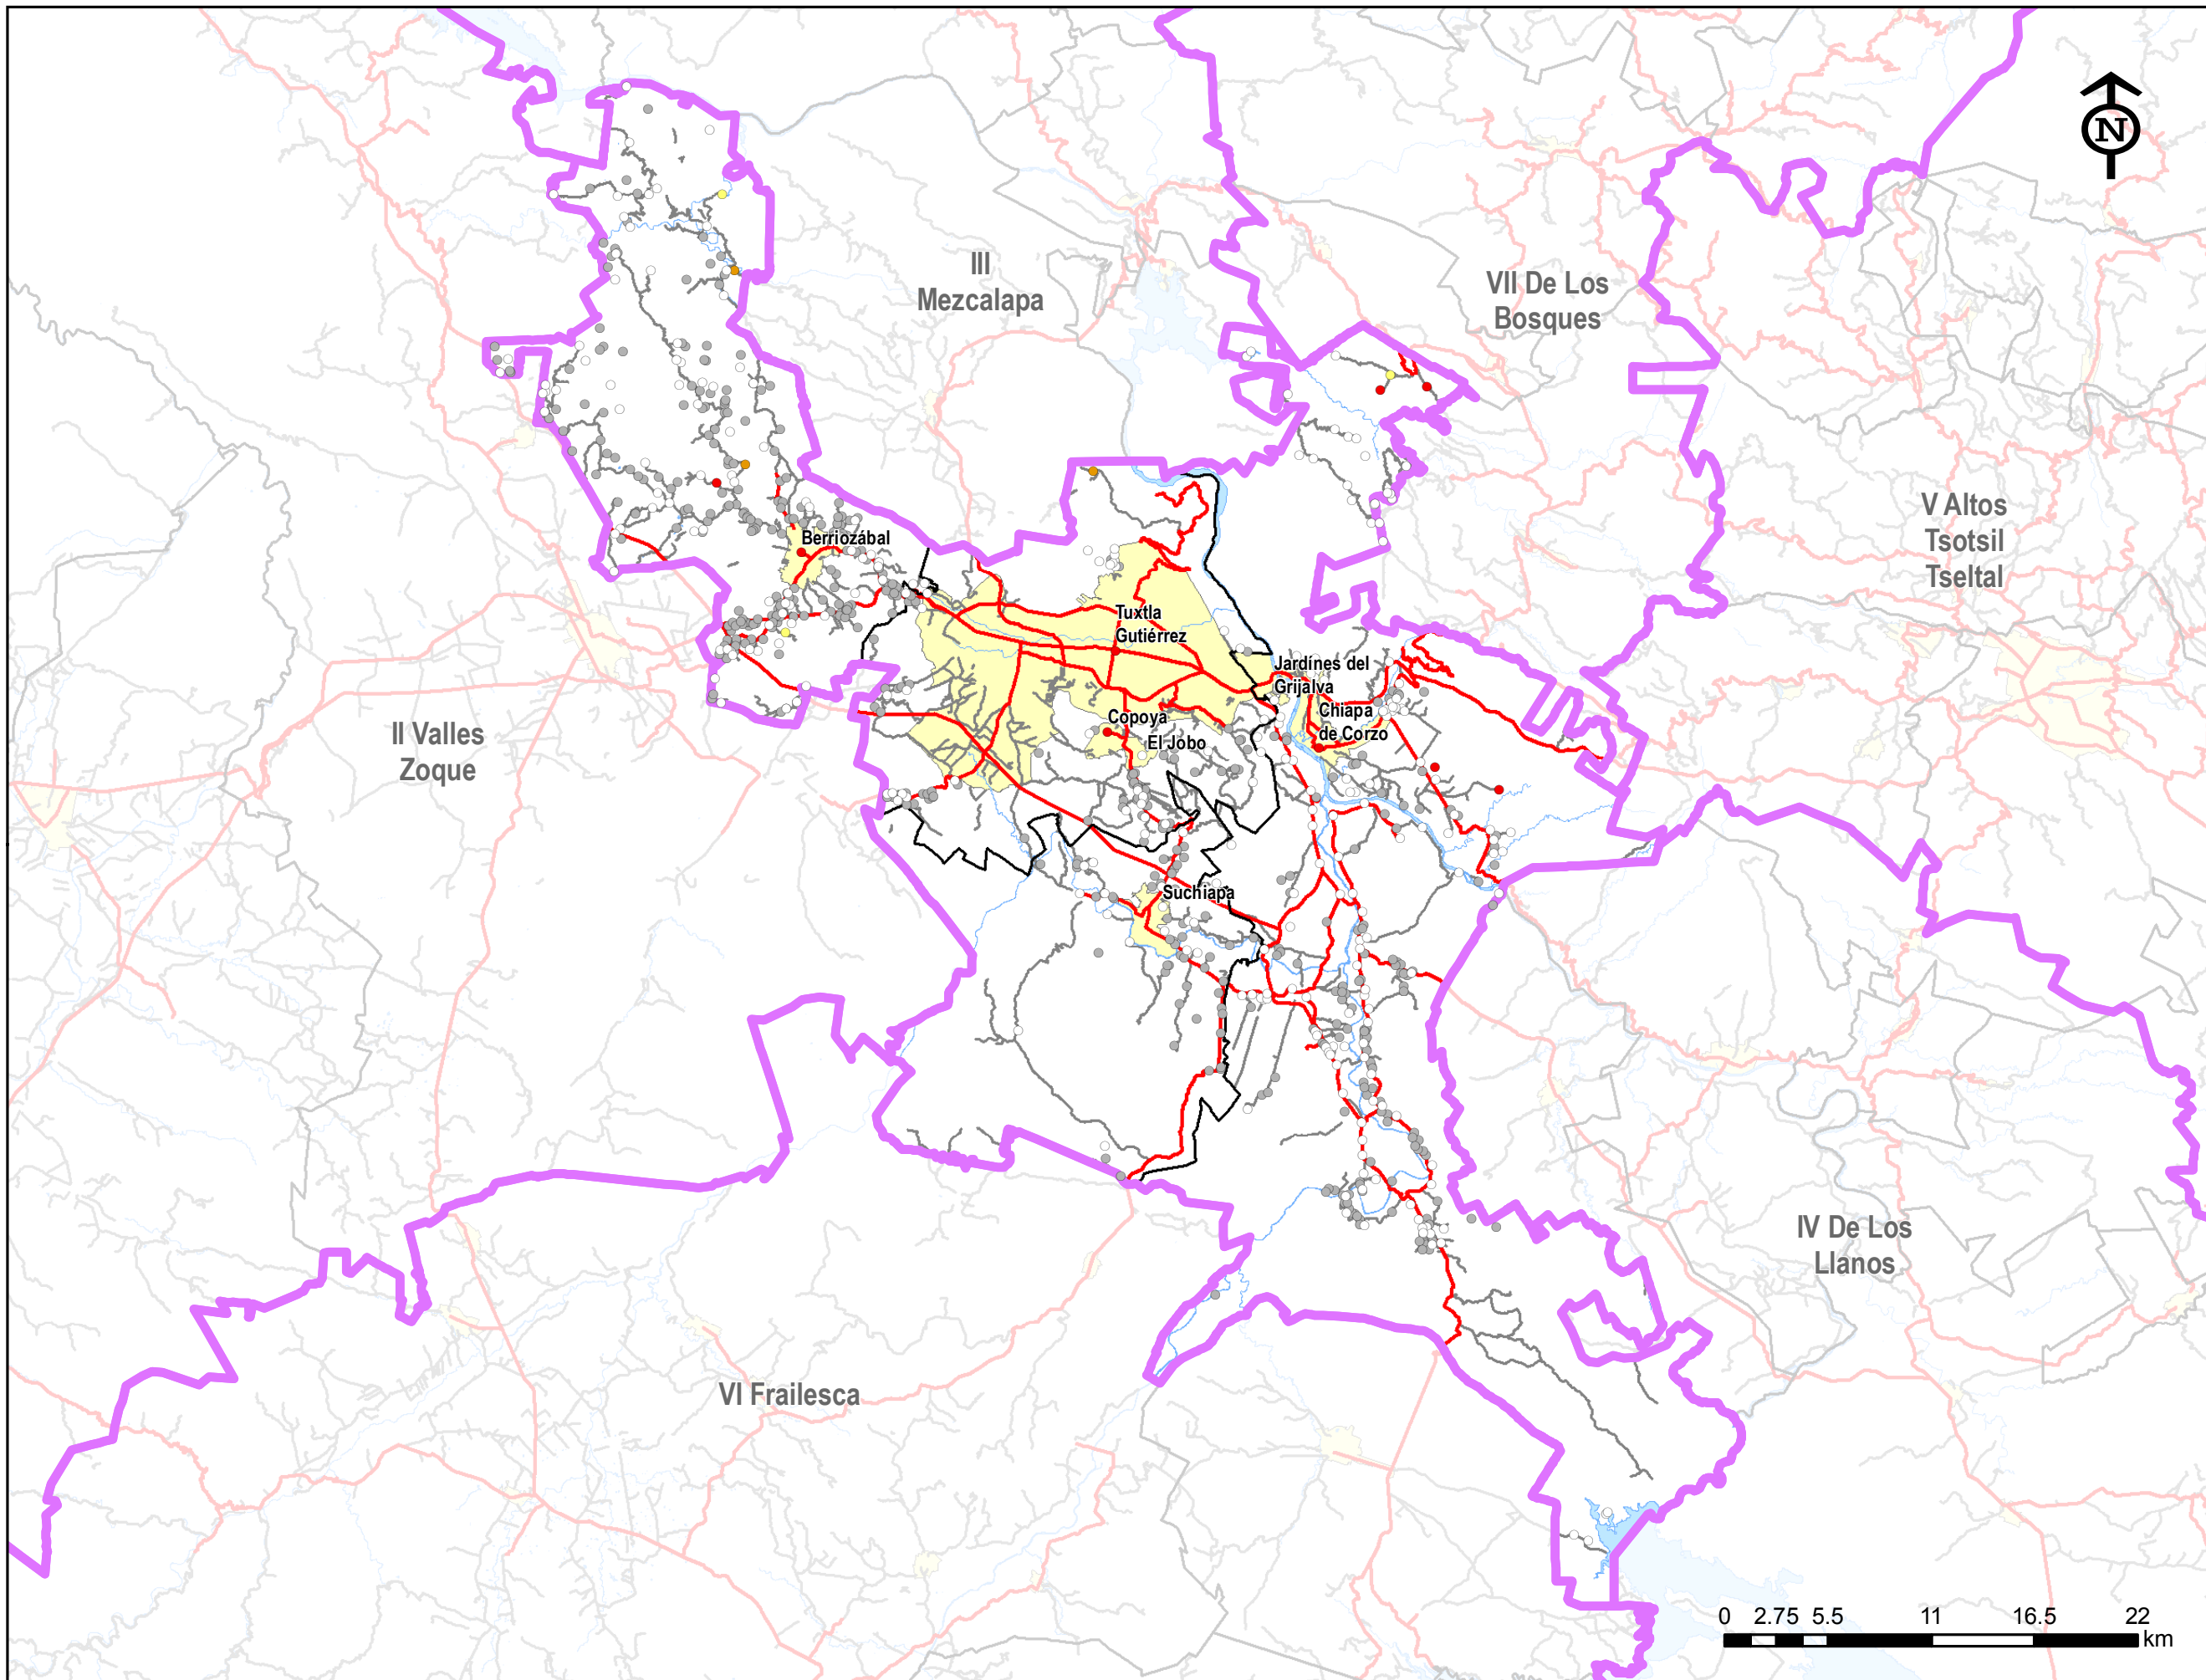 N
III
Mezcalapa
VII De Los
Bosques
V Altos
Tsotsil
Tseltal
Berriozábal
Tuxtla
Gutiérrez
Jardínes del
Grijalva
Chiapa
de Corzo
Copoya
El Jobo
II Valles
Zoque
Suchiapa
IV De Los
Llanos
VI Frailesca
0 2.75 5.5 11 16.5 22
km